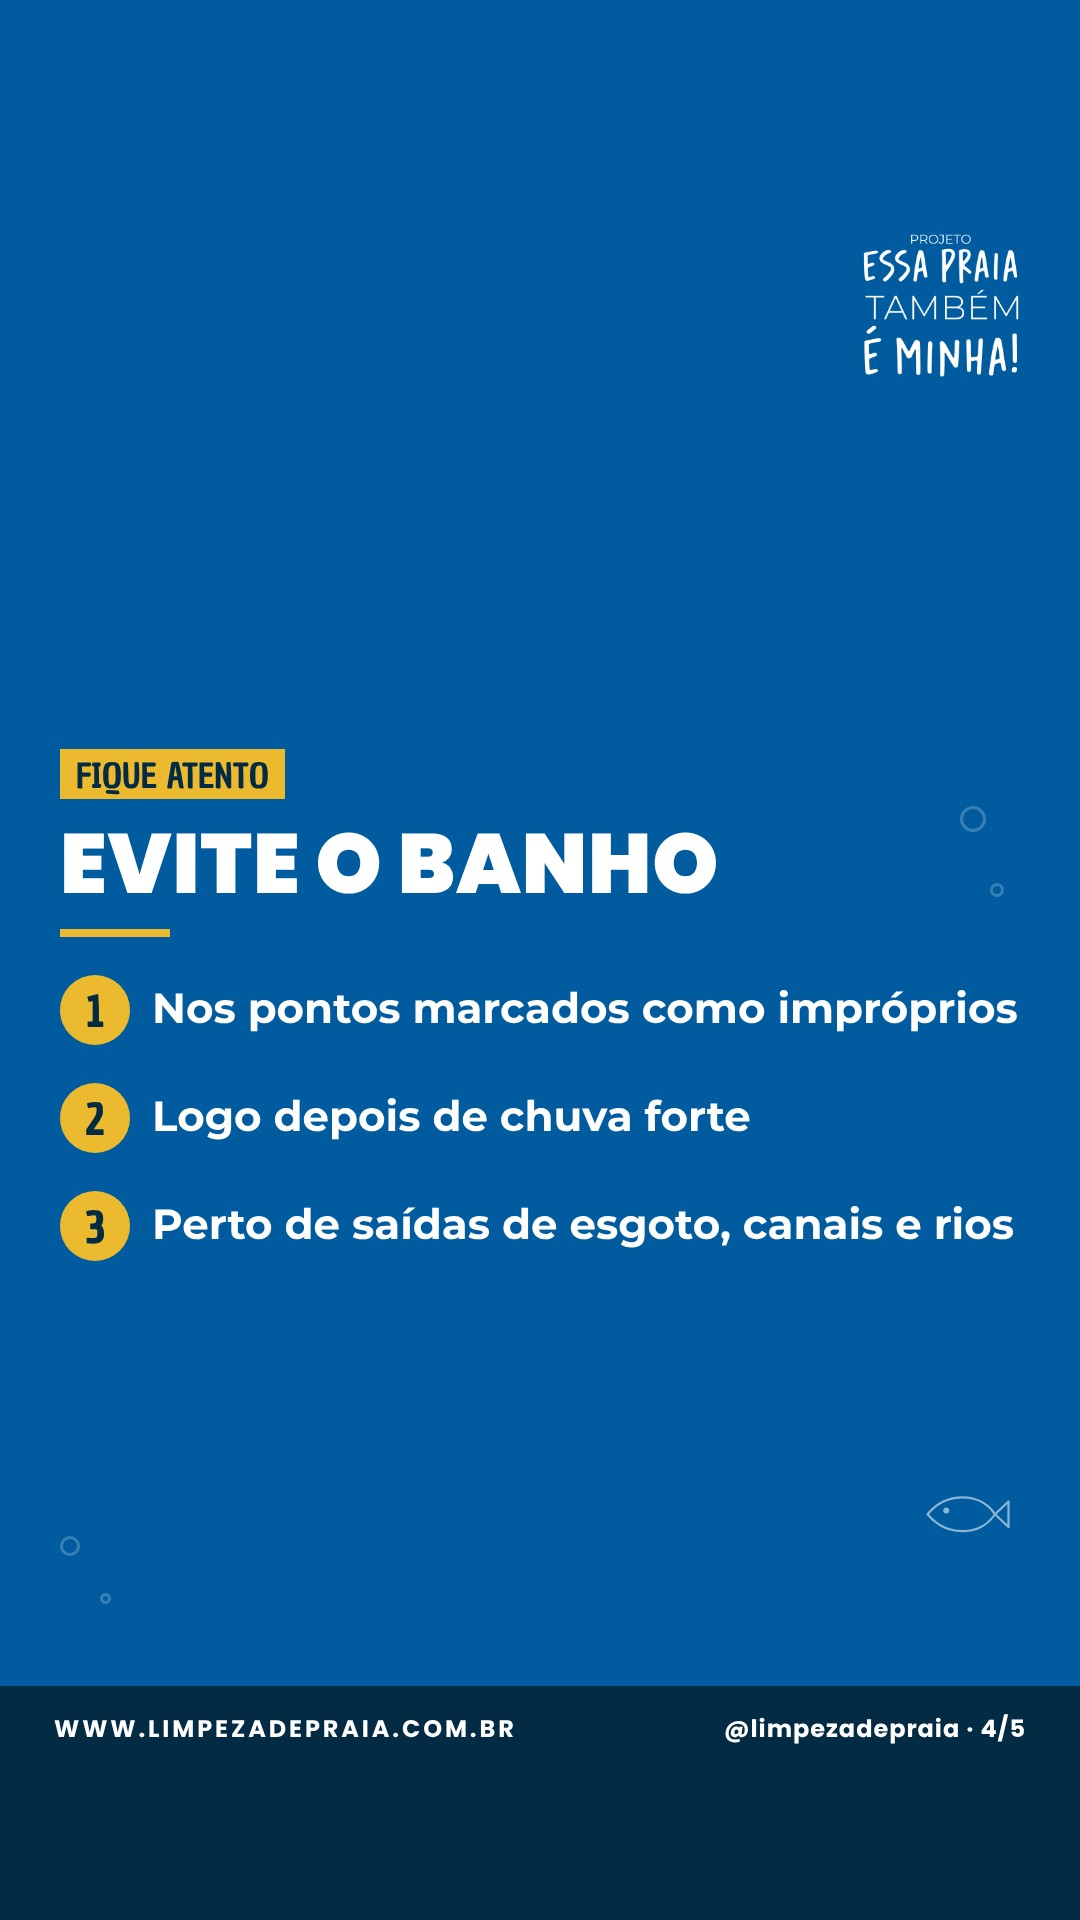 PROJETO
ESSA PRAIA
TAMBÉM
É MINHA!
FIQUE ATENTO
EVITE O BANHO
1 Nos pontos marcados como impróprios
2 Logo depois de chuva forte
3 Perto de saídas de esgoto, canais e rios
WWW.LIMPEZADEPRAIA.COM.BR
@limpezadepraia · 4/5